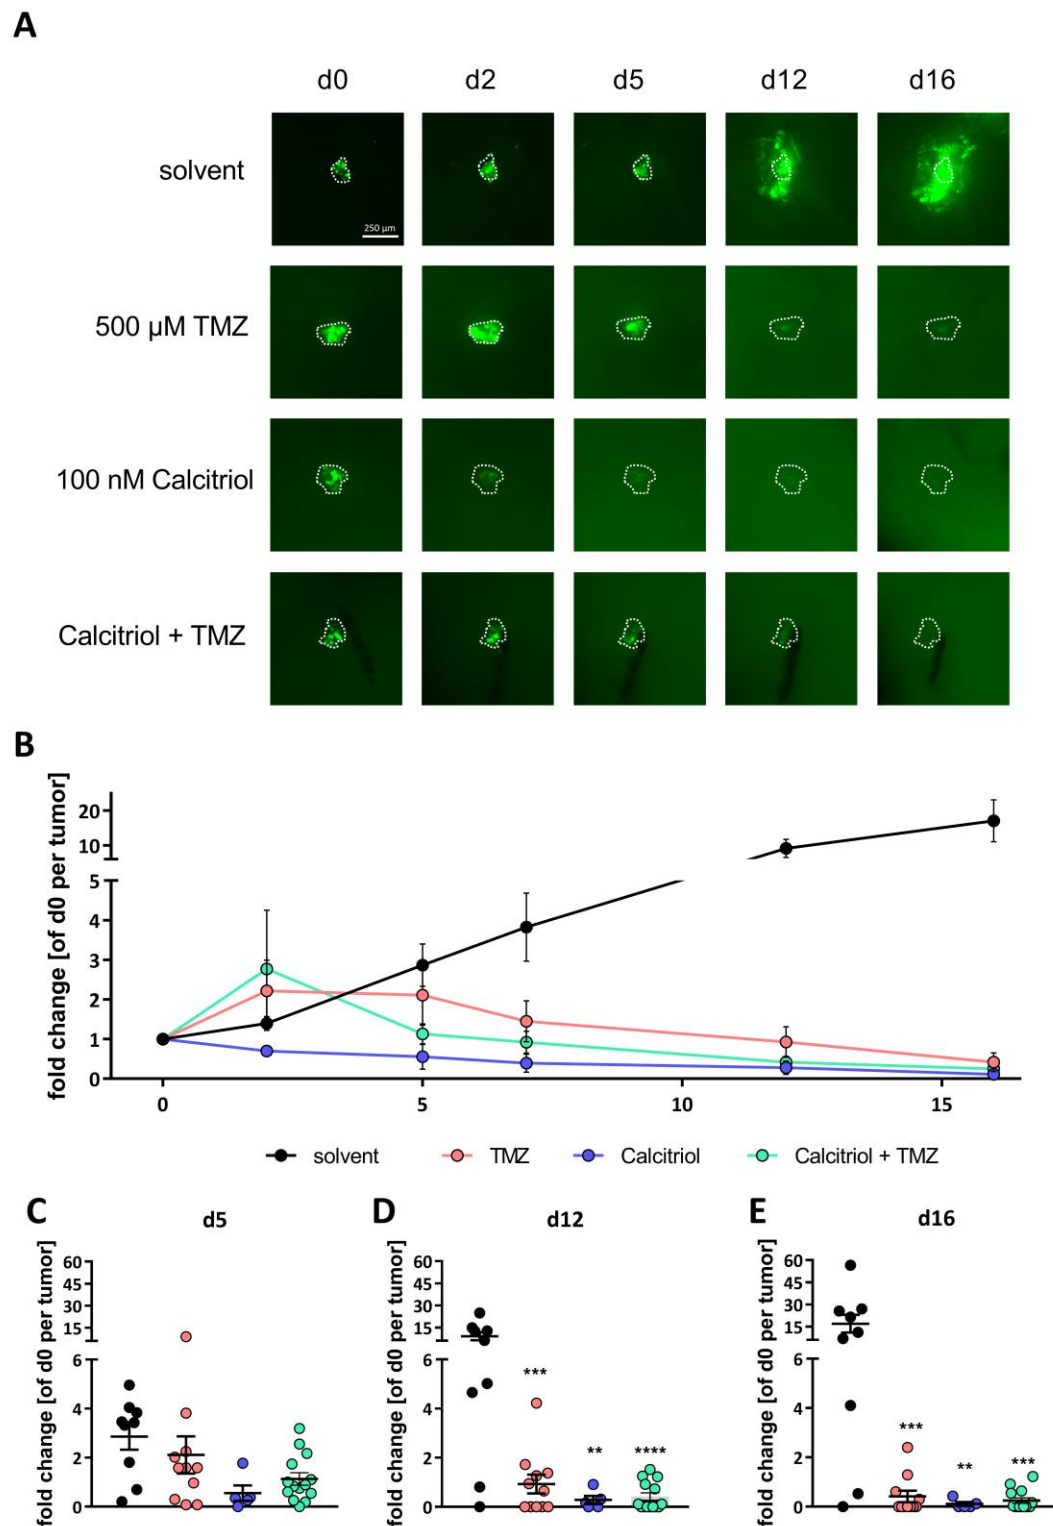 A
d0 d2 d5 d12 d16
solvent
250 µm
500 µM TMZ
100 nM Calcitriol
Calcitriol + TMZ
B
fold change [of d0 per tumor]
20
10
5
4
3
2
1
0
0 5 10 15
solvent TMZ Calcitriol Calcitriol + TMZ
C
d5
fold change [of d0 per tumor]
60
45
30
15
6
4
2
0
D
d12
fold change [of d0 per tumor]
60
45
30
15
6
4
2
0
*** ** ****
E
d16
fold change [of d0 per tumor]
60
45
30
15
6
4
2
0
*** ** ***